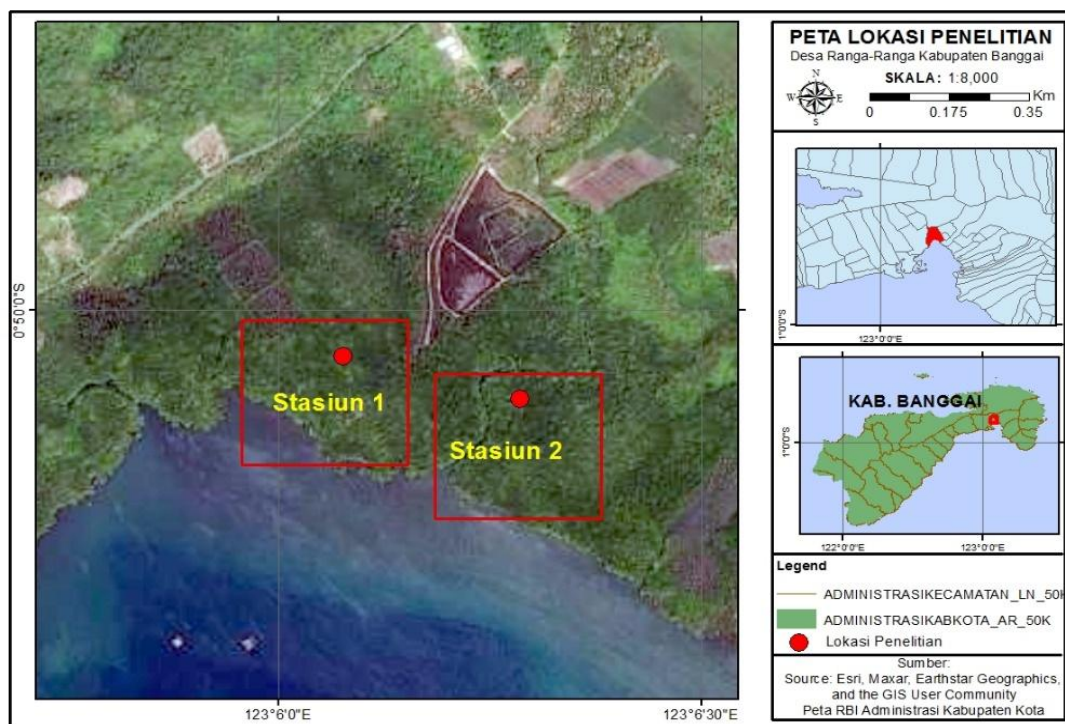 PETA LOKASI PENELITIAN
Desa Ranga-Ranga Kabupaten Banggai
N
W E
S
SKALA: 1:8,000
Km
0 0.175 0.35
0°50'0"S
Stasiun 1
Stasiun 2
123°6'0"E
123°6'30"E
1°0'0"S
123°0'0"E
KAB. BANGGAI
1°0'0"S
122°0'0"E
123°0'0"E
Legend
ADMINISTRASIKECAMATAN_LN_50K
ADMINISTRASIKABKOTA_AR_50K
Lokasi Penelitian
Sumber:
Source: Esri, Maxar, Earthstar Geographics,
and the GIS User Community
Peta RBI Administrasi Kabupaten Kota